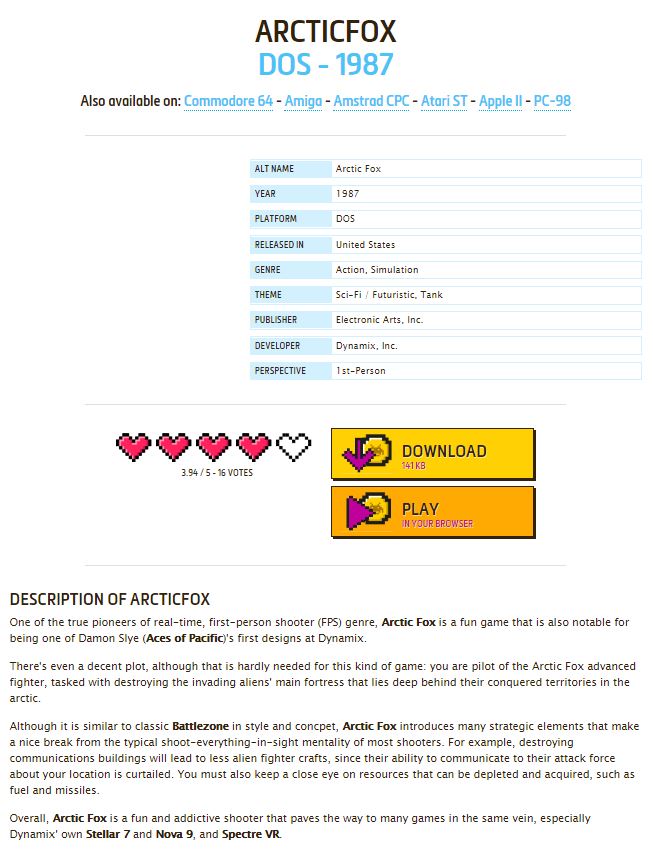 ARCTICFOX
DOS - 1987
Also available on: Commodore 64 - Amiga - Amstrad CPC - Atari ST - Apple II - PC-98
ALT NAME Arctic Fox
YEAR 1987
PLATFORM DOS
RELEASED IN United States
GENRE Action, Simulation
THEME Sci-Fi / Futuristic, Tank
PUBLISHER Electronic Arts, Inc.
DEVELOPER Dynamix, Inc.
PERSPECTIVE 1st-Person
3.94 / 5 - 16 VOTES
DOWNLOAD
141 KB
PLAY
IN YOUR BROWSER
DESCRIPTION OF ARCTICFOX
One of the true pioneers of real-time, first-person shooter (FPS) genre, Arctic Fox is a fun game that is also notable for
being one of Damon Slye (Aces of Pacific)'s first designs at Dynamix.
There's even a decent plot, although that is hardly needed for this kind of game: you are pilot of the Arctic Fox advanced
fighter, tasked with destroying the invading aliens' main fortress that lies deep behind their conquered territories in the
arctic.
Although it is similar to classic Battlezone in style and concpet, Arctic Fox introduces many strategic elements that make
a nice break from the typical shoot-everything-in-sight mentality of most shooters. For example, destroying
communications buildings will lead to less alien fighter crafts, since their ability to communicate to their attack force
about your location is curtailed. You must also keep a close eye on resources that can be depleted and acquired, such as
fuel and missiles.
Overall, Arctic Fox is a fun and addictive shooter that paves the way to many games in the same vein, especially
Dynamix' own Stellar 7 and Nova 9, and Spectre VR.